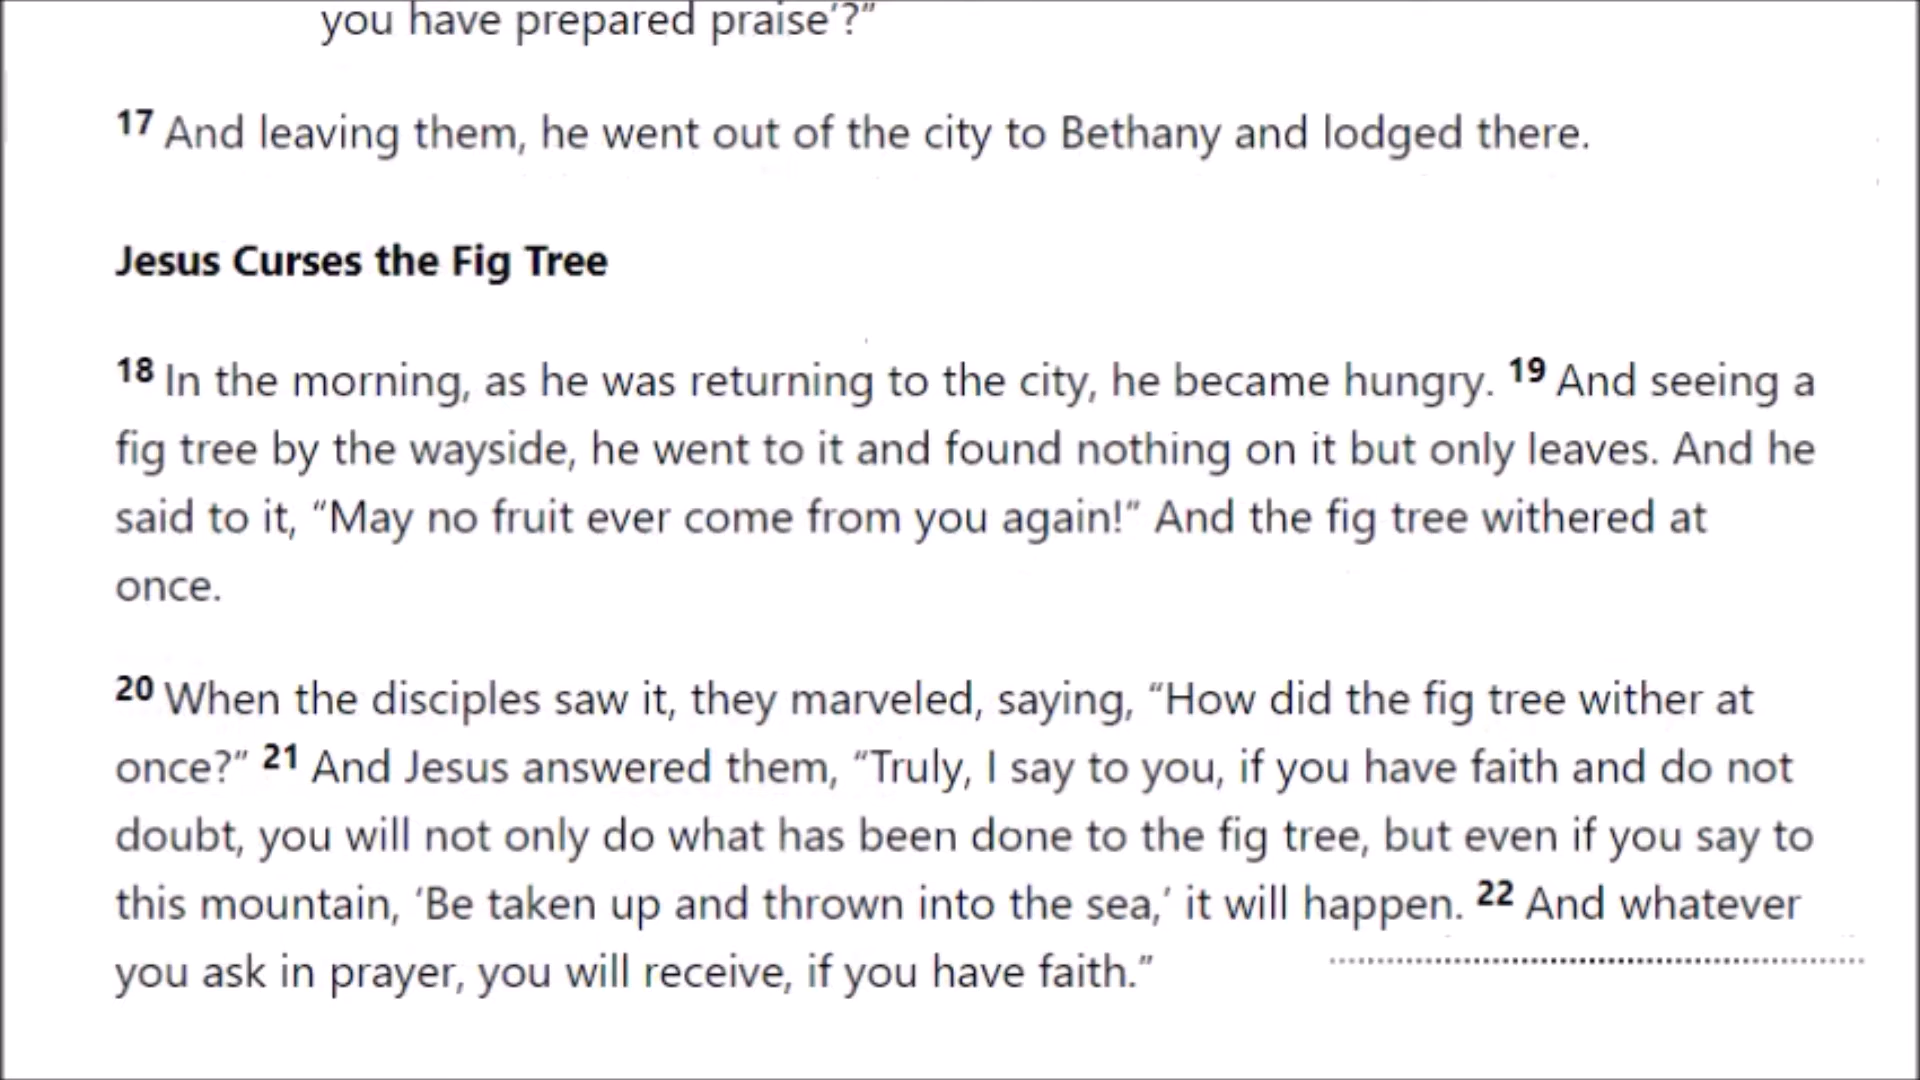 you have prepared praise’?”
17 And leaving them, he went out of the city to Bethany and lodged there.
Jesus Curses the Fig Tree
18 In the morning, as he was returning to the city, he became hungry. 19 And seeing a
fig tree by the wayside, he went to it and found nothing on it but only leaves. And he
said to it, “May no fruit ever come from you again!” And the fig tree withered at
once.
20 When the disciples saw it, they marveled, saying, “How did the fig tree wither at
once?” 21 And Jesus answered them, “Truly, I say to you, if you have faith and do not
doubt, you will not only do what has been done to the fig tree, but even if you say to
this mountain, ‘Be taken up and thrown into the sea,’ it will happen. 22 And whatever
you ask in prayer, you will receive, if you have faith.”